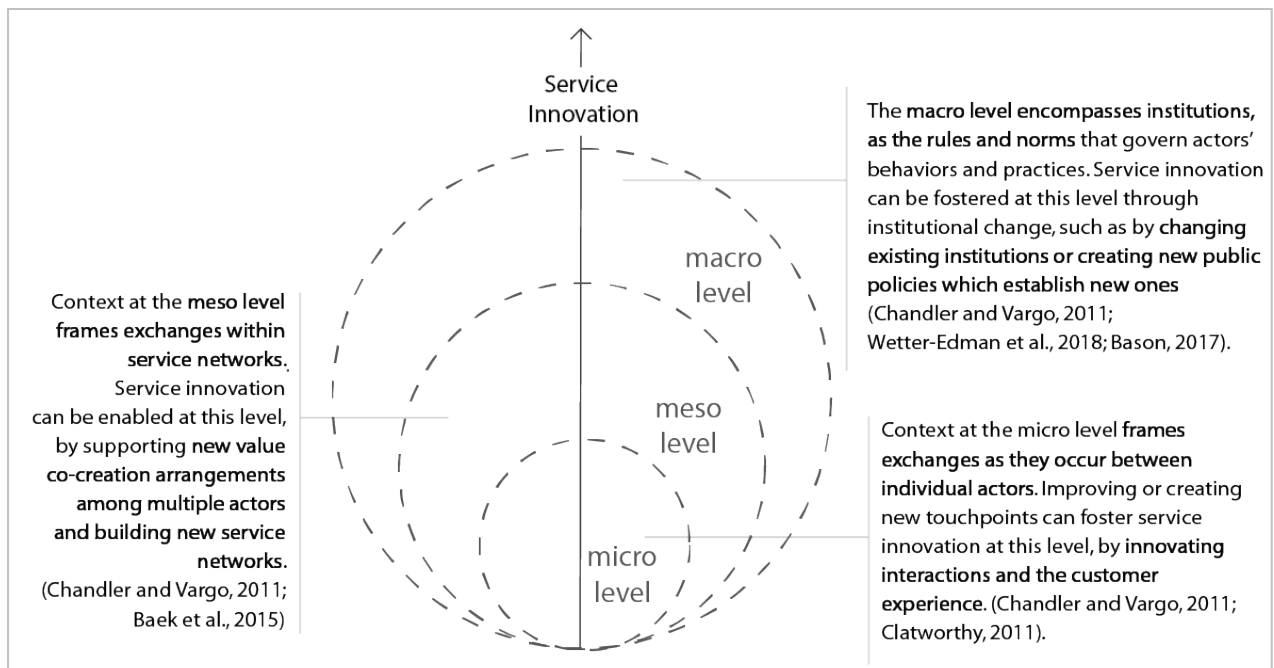 Service
Innovation
The macro level encompasses institutions,
as the rules and norms that govern actors’
behaviors and practices. Service innovation
can be fostered at this level through
institutional change, such as by changing
existing institutions or creating new public
policies which establish new ones
(Chandler and Vargo, 2011;
Wetter-Edman et al., 2018; Bason, 2017).
macro
level
Context at the meso level
frames exchanges within
service networks.
Service innovation
can be enabled at this level,
by supporting new value
co-creation arrangements
among multiple actors
and building new service
networks.
(Chandler and Vargo, 2011;
Baek et al., 2015)
meso
level
Context at the micro level frames
exchanges as they occur between
individual actors. Improving or creating
new touchpoints can foster service
innovation at this level, by innovating
interactions and the customer
experience. (Chandler and Vargo, 2011;
Clatworthy, 2011).
micro
level